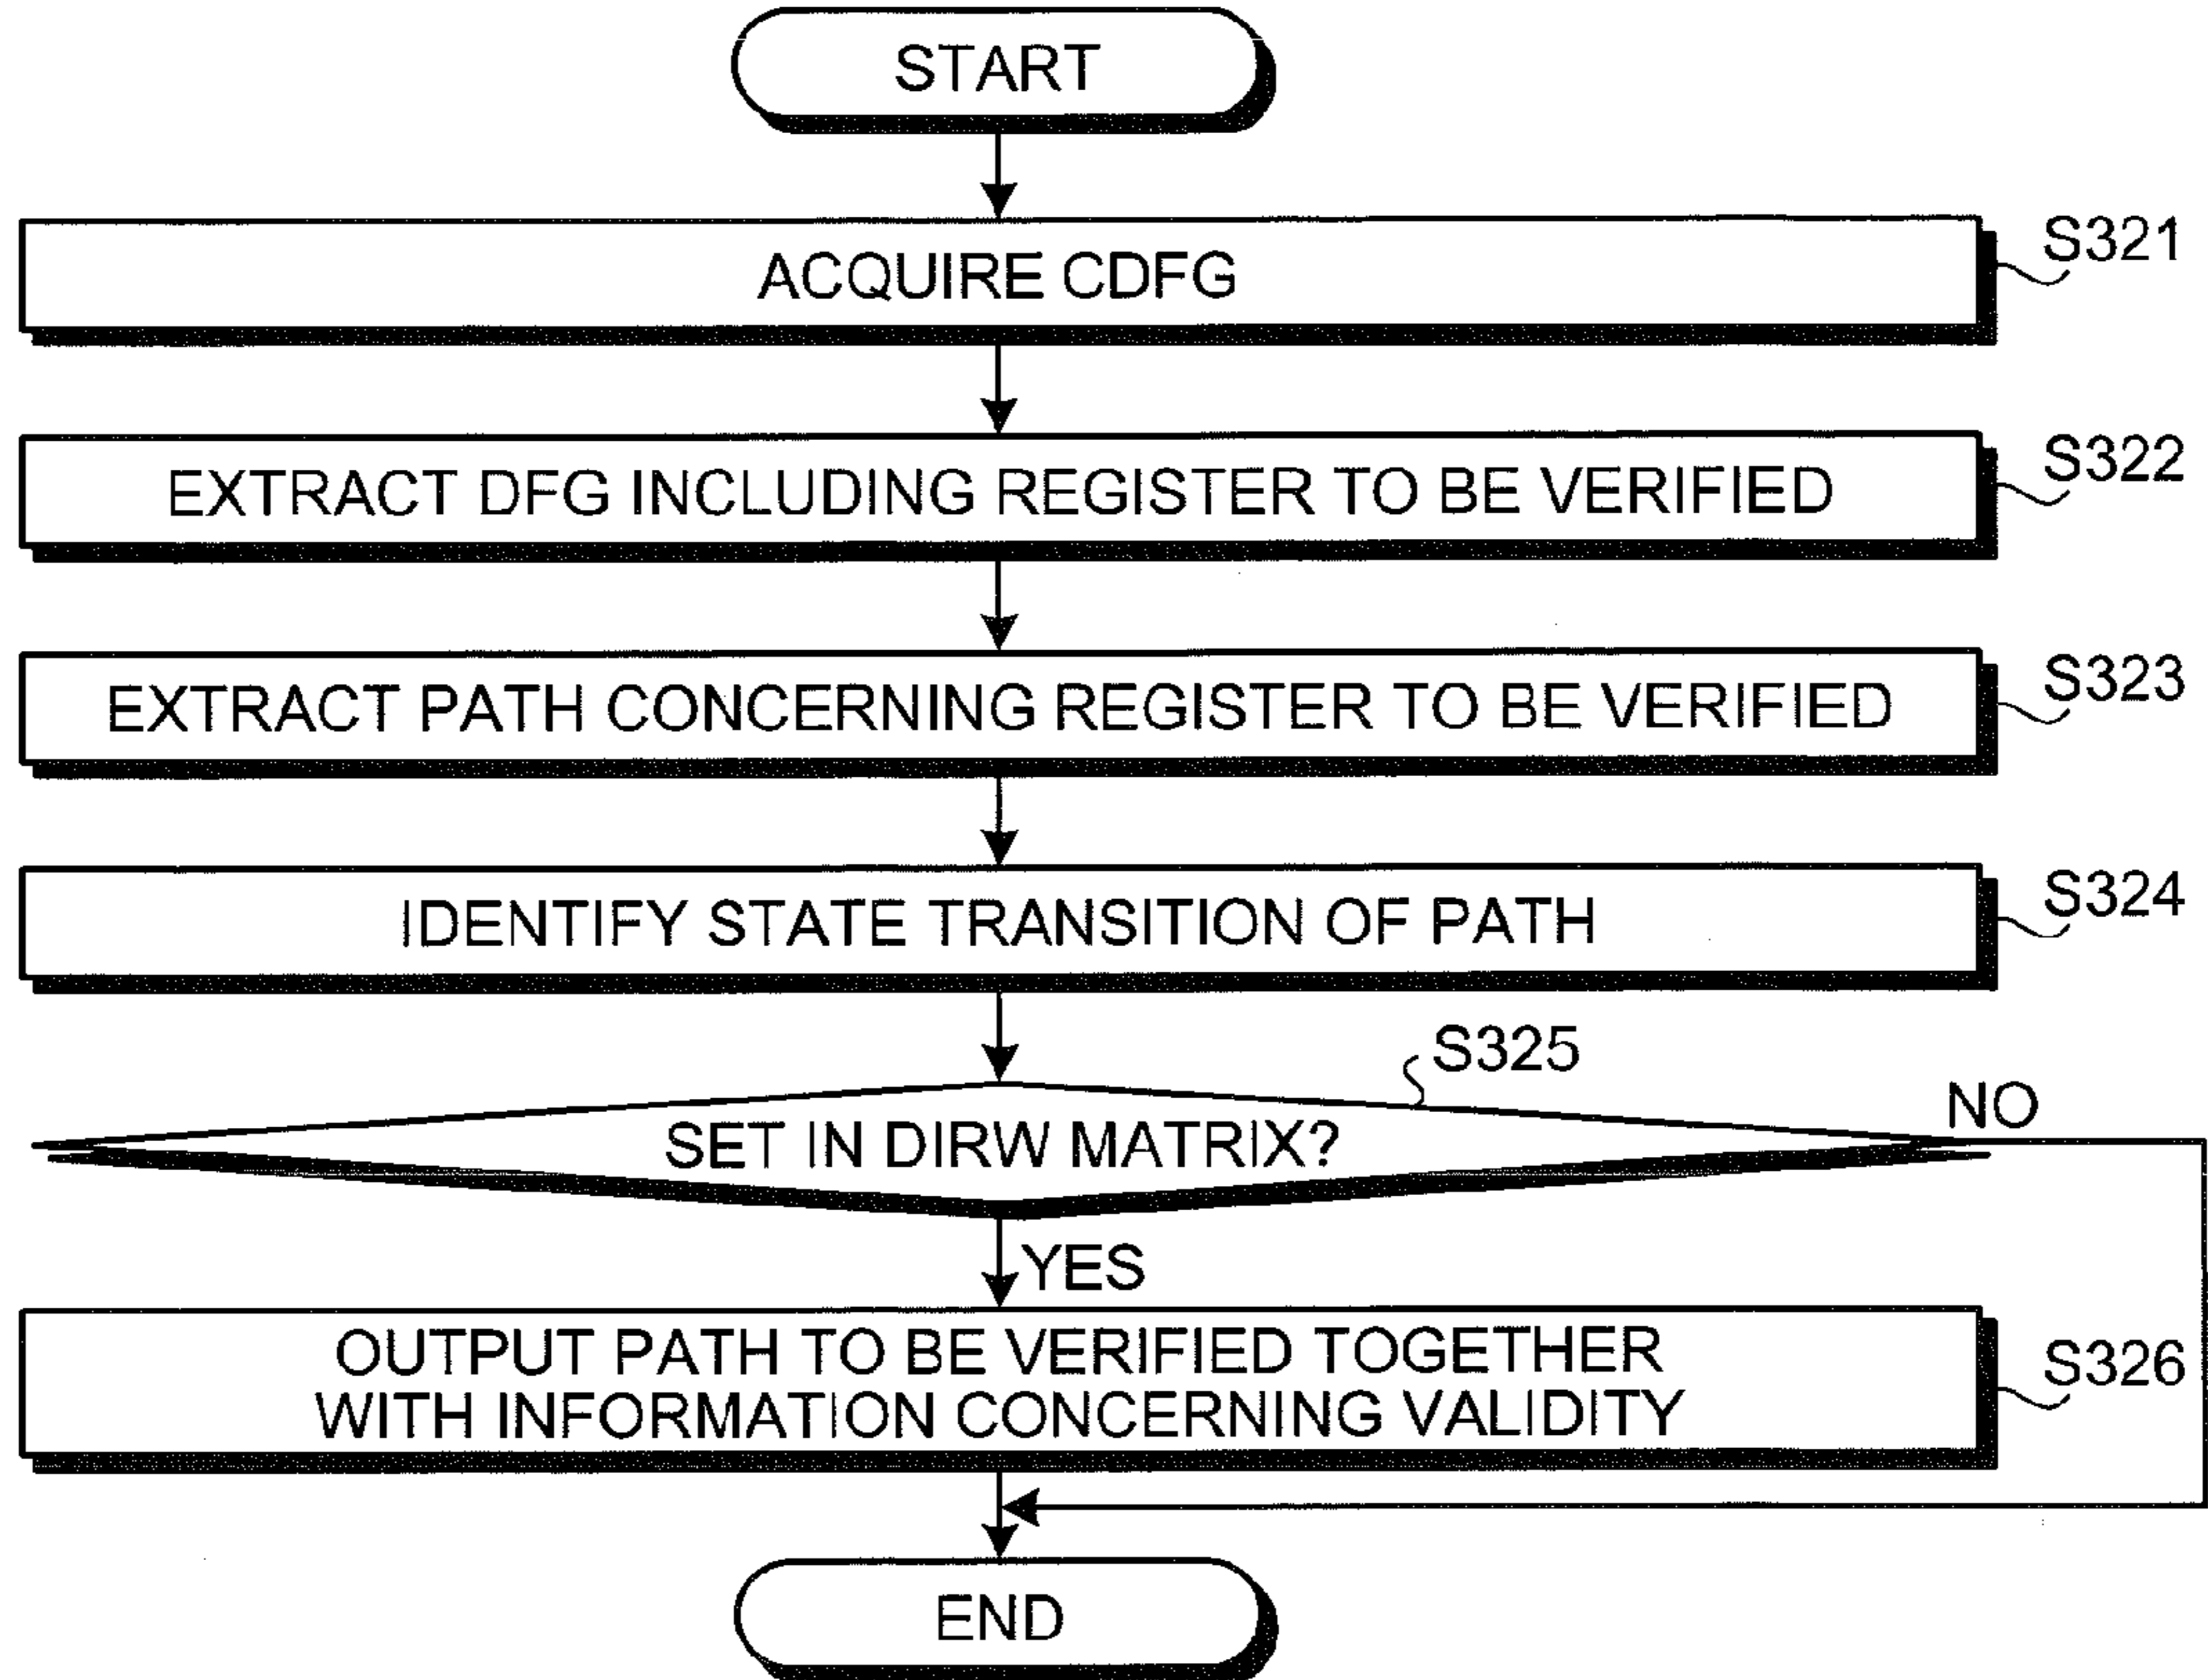 START
ACQUIRE CDFG
S321
EXTRACT DFG INCLUDING REGISTER TO BE VERIFIED
S322
EXTRACT PATH CONCERNING REGISTER TO BE VERIFIED
S323
IDENTIFY STATE TRANSITION OF PATH
S324
S325
SET IN DIRW MATRIX?
NO
YES
OUTPUT PATH TO BE VERIFIED TOGETHER
WITH INFORMATION CONCERNING VALIDITY
S326
END